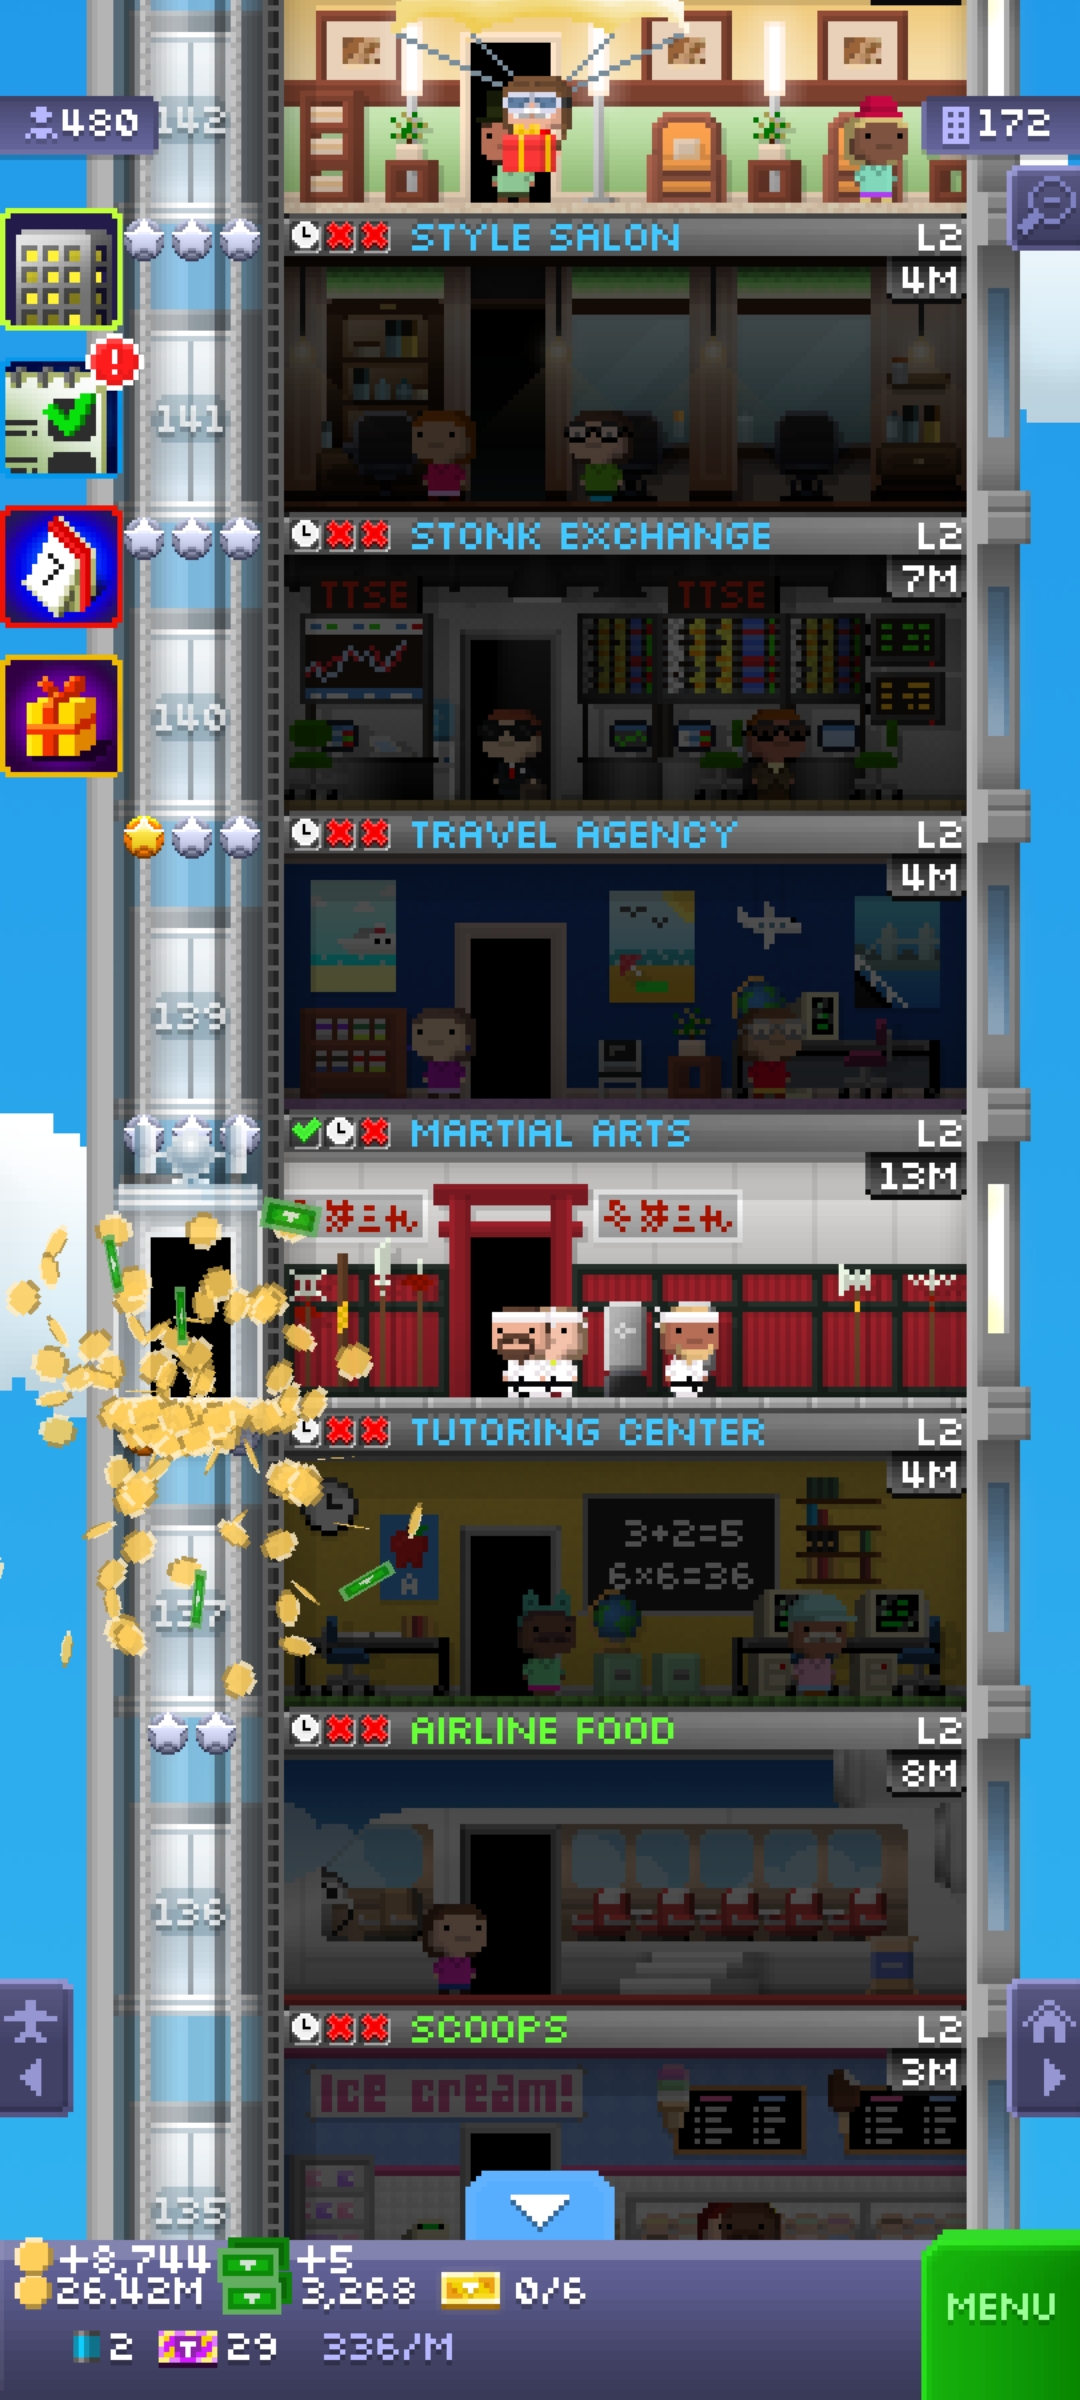 480
142
172
STYLE SALON
L2
4M
141
STONK EXCHANGE
L2
7M
TTSE
TTSE
140
TRAVEL AGENCY
L2
4M
139
MARTIAL ARTS
L2
13M
TUTORING CENTER
L2
4M
3+2=5
6×6=36
A
137
AIRLINE FOOD
L2
8M
136
SCOOPS
L2
3M
Ice cream!
135
+8,744
+5
26.42M
3,268
0/6
2
T
29
336/M
MENU